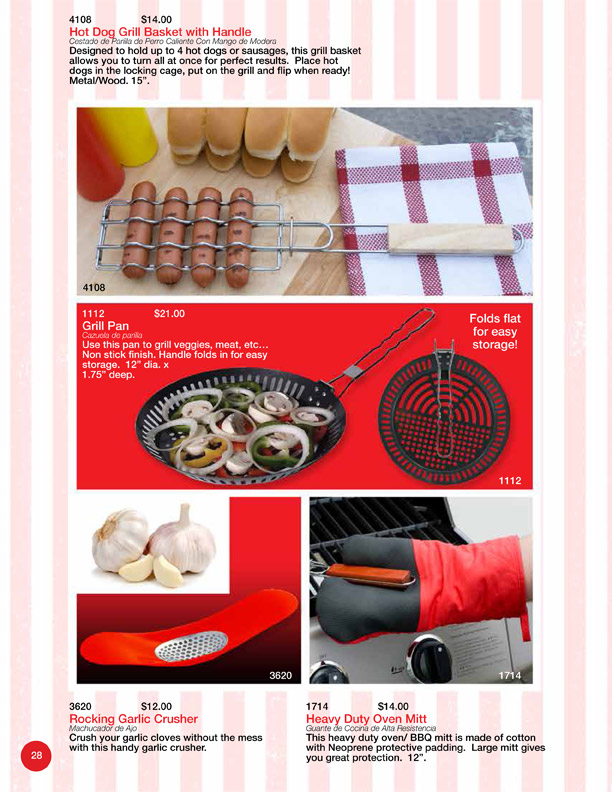 4108 $14.00
Hot Dog Grill Basket with Handle
Cestado de Parilla de Perro Caliente Con Mango de Modera
Designed to hold up to 4 hot dogs or sausages, this grill basket
allows you to turn all at once for perfect results. Place hot
dogs in the locking cage, put on the grill and flip when ready!
Metal/Wood. 15”.
4108
1112 $21.00
Grill Pan
Cazuela de parilla
Use this pan to grill veggies, meat, etc…
Non stick finish. Handle folds in for easy
storage. 12” dia. x
1.75” deep.
Folds flat
for easy
storage!
1112
3620
1714
3620 $12.00
Rocking Garlic Crusher
Machucador de Ajo
Crush your garlic cloves without the mess
with this handy garlic crusher.
1714 $14.00
Heavy Duty Oven Mitt
Guante de Cocina de Alta Resistencia
This heavy duty oven/ BBQ mitt is made of cotton
with Neoprene protective padding. Large mitt gives
you great protection. 12”.
28